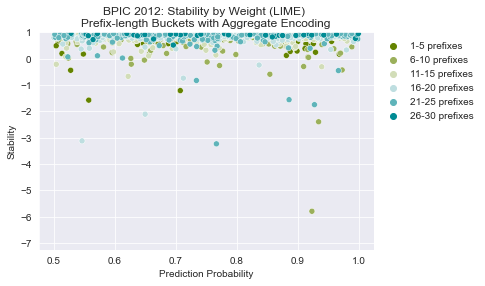 BPIC 2012: Stability by Weight (LIME)
Prefix-length Buckets with Aggregate Encoding
1
0
−1
−2
−3
−4
−5
−6
−7
Stability
0.5
0.6
0.7
0.8
0.9
1.0
Prediction Probability
1-5 prefixes
6-10 prefixes
11-15 prefixes
16-20 prefixes
21-25 prefixes
26-30 prefixes